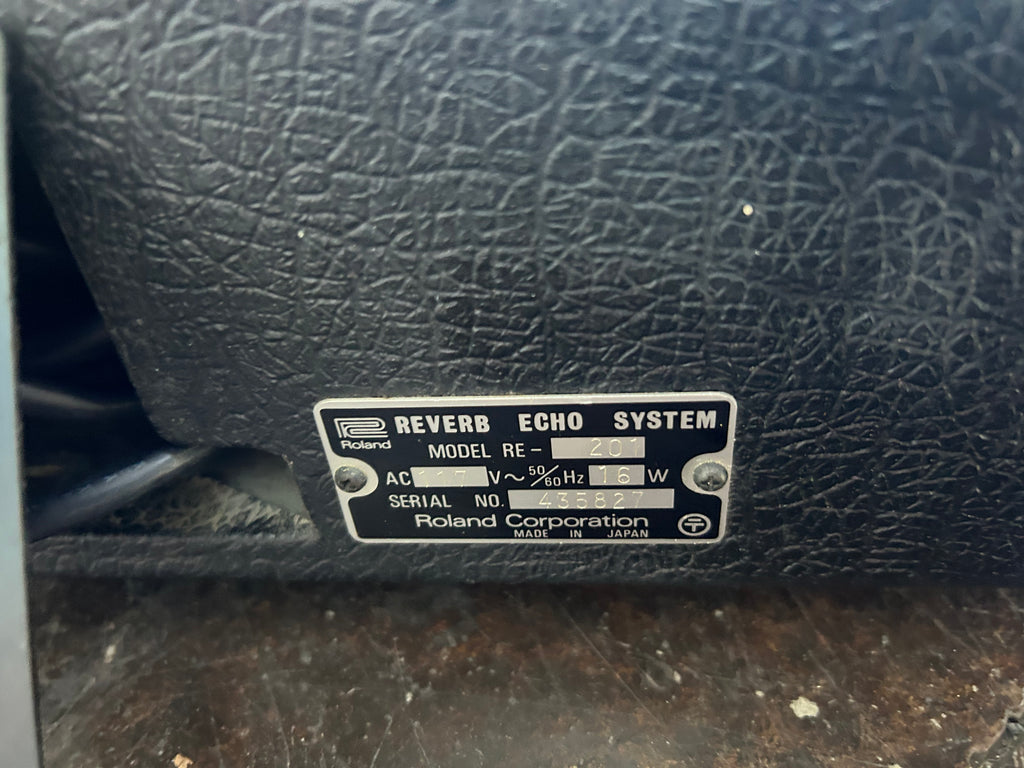 Roland
REVERB ECHO SYSTEM
MODEL RE- 201
AC 117 V~ 50/60 Hz 16 W
SERIAL NO. 435827
Roland Corporation
MADE IN JAPAN